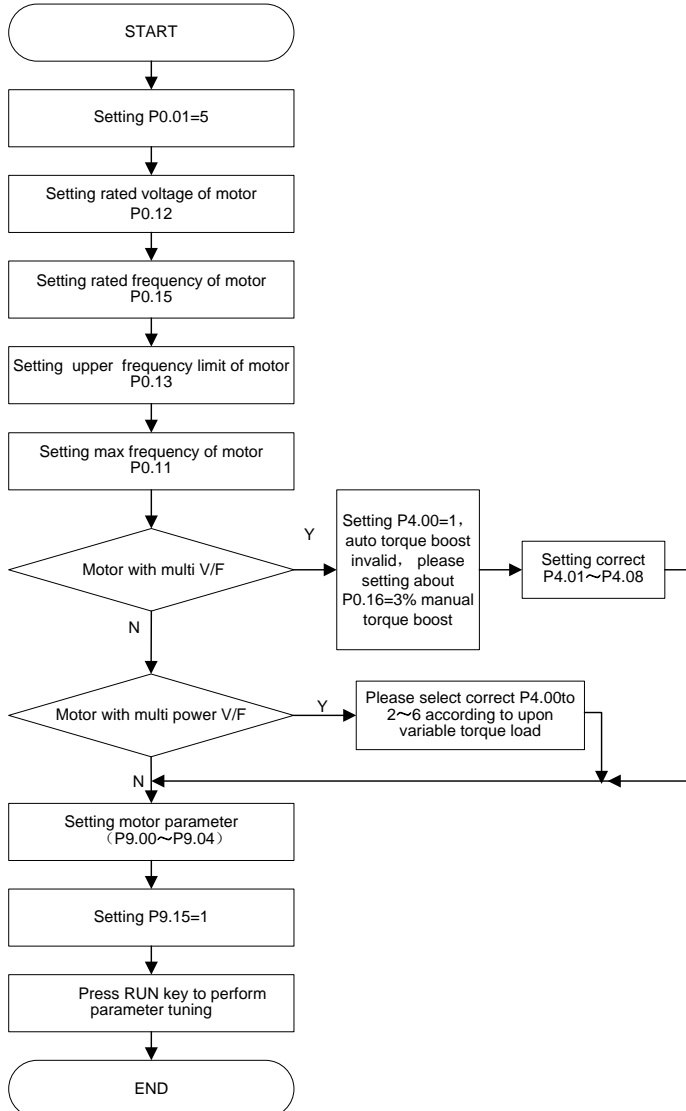 START
Setting P0.01=5
Setting rated voltage of motor
P0.12
Setting rated frequency of motor
P0.15
Setting upper frequency limit of motor
P0.13
Setting max frequency of motor
P0.11
Motor with multi V/F
Y
Setting P4.00=1,
auto torque boost
invalid, please
setting about
P0.16=3% manual
torque boost
Setting correct
P4.01～P4.08
N
Motor with multi power V/F
Y
Please select correct P4.00to
2～6 according to upon
variable torque load
N
Setting motor parameter
（P9.00～P9.04）
Setting P9.15=1
Press RUN key to perform
parameter tuning
END